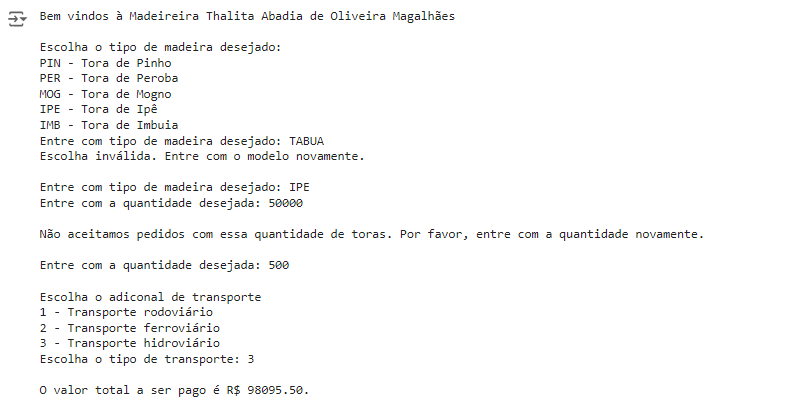 Bem vindos à Madeireira Thalita Abadia de Oliveira Magalhães
Escolha o tipo de madeira desejado:
PIN - Tora de Pinho
PER - Tora de Peroba
MOG - Tora de Mogno
IPE - Tora de Ipê
IMB - Tora de Imbuia
Entre com tipo de madeira desejado: TABUA
Escolha inválida. Entre com o modelo novamente.
Entre com tipo de madeira desejado: IPE
Entre com a quantidade desejada: 50000
Não aceitamos pedidos com essa quantidade de toras. Por favor, entre com a quantidade novamente.
Entre com a quantidade desejada: 500
Escolha o adiconal de transporte
1 - Transporte rodoviário
2 - Transporte ferroviário
3 - Transporte hidroviário
Escolha o tipo de transporte: 3
O valor total a ser pago é R$ 98095.50.